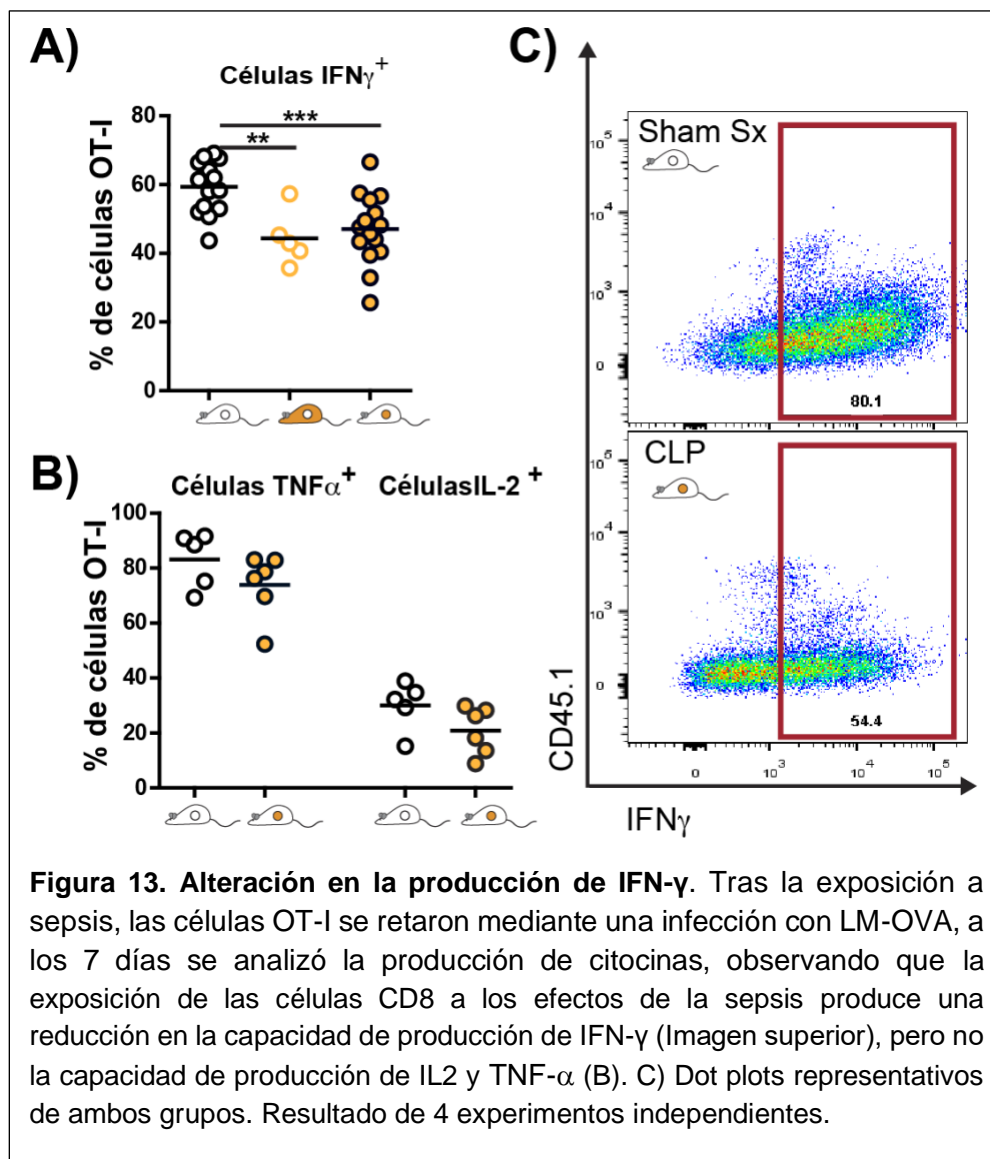 A)
Células IFNγ+
% de células OT-I
80
60
40
20
0
**
***
B)
Células TNFα+
CélulasIL-2 +
% de células OT-I
100
80
60
40
20
0
C)
Sham Sx
10^5
10^4
10^3
0
80.1
CLP
10^5
10^4
10^3
0
54.4
0 10^3 10^4 10^5
CD45.1
IFNγ
Figura 13. Alteración en la producción de IFN-γ. Tras la exposición a
sepsis, las células OT-I se retaron mediante una infección con LM-OVA, a
los 7 días se analizó la producción de citocinas, observando que la
exposición de las células CD8 a los efectos de la sepsis produce una
reducción en la capacidad de producción de IFN-γ (Imagen superior), pero no
la capacidad de producción de IL2 y TNF-α (B). C) Dot plots representativos
de ambos grupos. Resultado de 4 experimentos independientes.